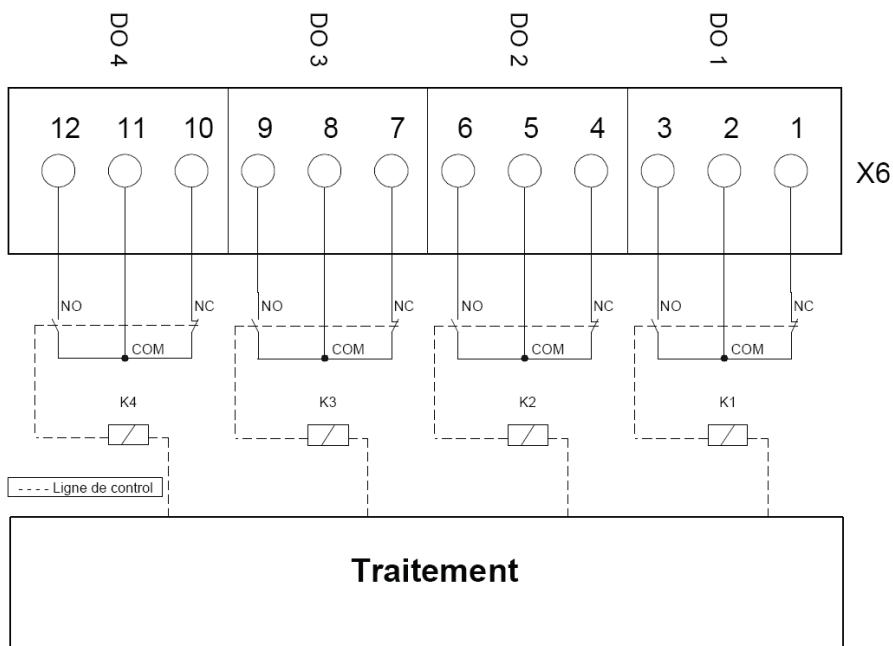 DO 4 DO 3 DO 2 DO 1
12 11 10 9 8 7 6 5 4 3 2 1
X6
NO NC NO NC NO NC NO NC
COM COM COM COM
K4 K3 K2 K1
---- Ligne de control
Traitement